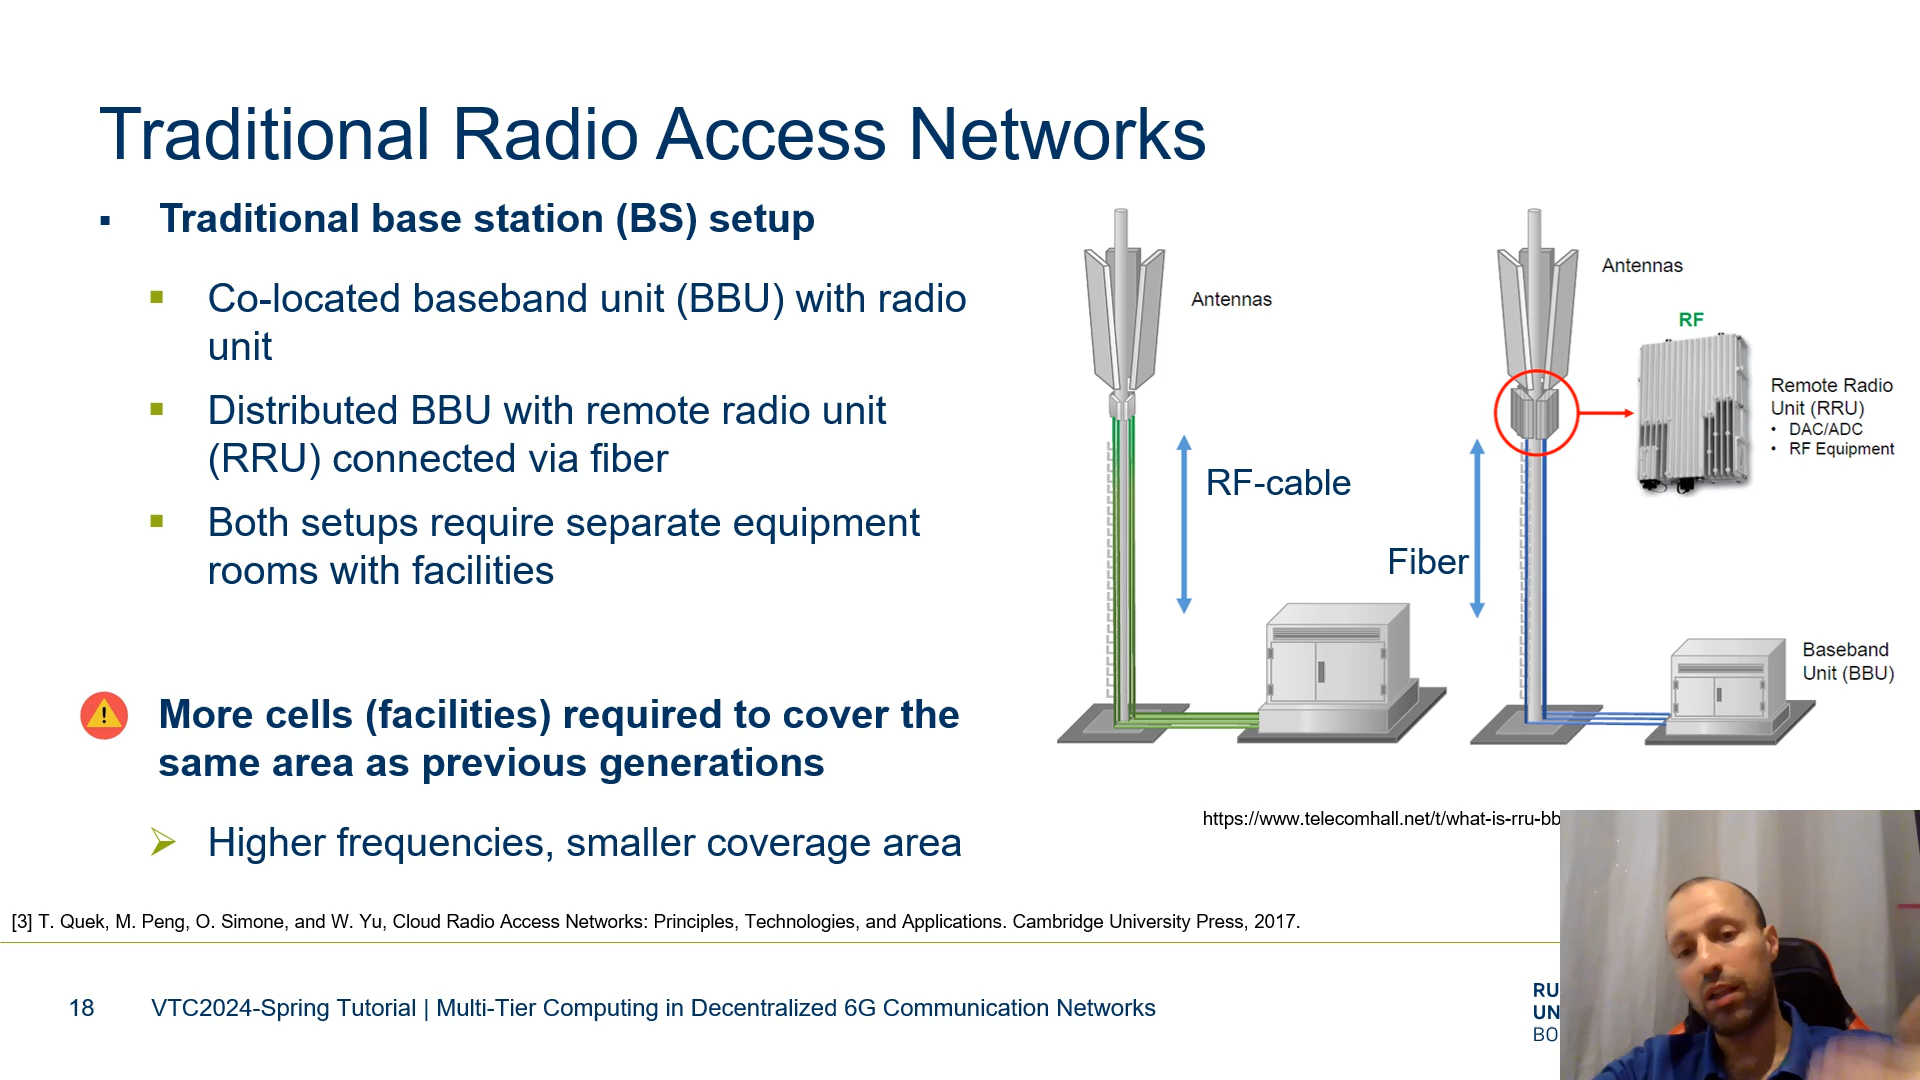 Traditional Radio Access Networks
Traditional base station (BS) setup
Co-located baseband unit (BBU) with radio
unit
Distributed BBU with remote radio unit
(RRU) connected via fiber
Both setups require separate equipment
rooms with facilities
More cells (facilities) required to cover the
same area as previous generations
Higher frequencies, smaller coverage area
Antennas
RF-cable
Antennas
RF
Remote Radio
Unit (RRU)
• DAC/ADC
• RF Equipment
Fiber
Baseband
Unit (BBU)
https://www.telecomhall.net/t/what-is-rru-bb
[3] T. Quek, M. Peng, O. Simone, and W. Yu, Cloud Radio Access Networks: Principles, Technologies, and Applications. Cambridge University Press, 2017.
18 VTC2024-Spring Tutorial | Multi-Tier Computing in Decentralized 6G Communication Networks
RU
UN
BO